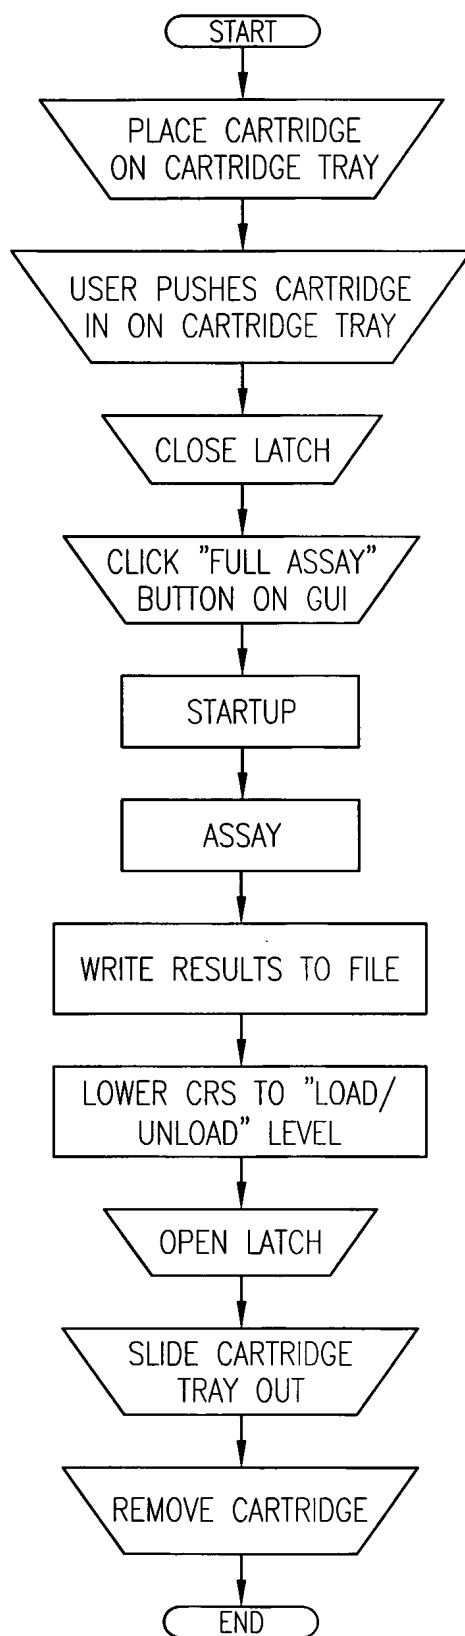 START
PLACE CARTRIDGE
ON CARTRIDGE TRAY
USER PUSHES CARTRIDGE
IN ON CARTRIDGE TRAY
CLOSE LATCH
CLICK "FULL ASSAY"
BUTTON ON GUI
STARTUP
ASSAY
WRITE RESULTS TO FILE
LOWER CRS TO "LOAD/
UNLOAD" LEVEL
OPEN LATCH
SLIDE CARTRIDGE
TRAY OUT
REMOVE CARTRIDGE
END